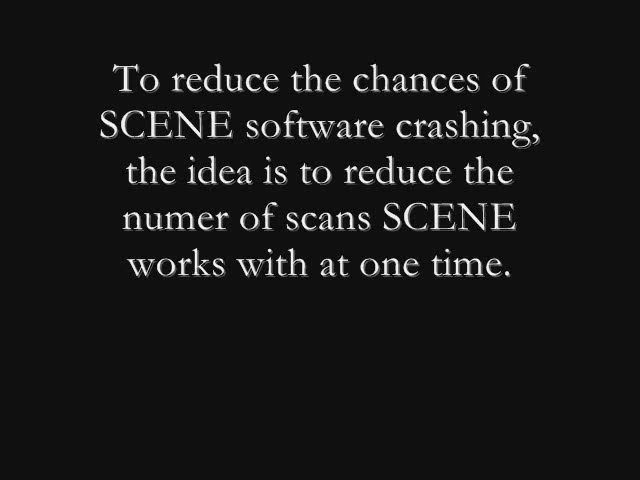 To reduce the chances of
SCENE software crashing,
the idea is to reduce the
numer of scans SCENE
works with at one time.